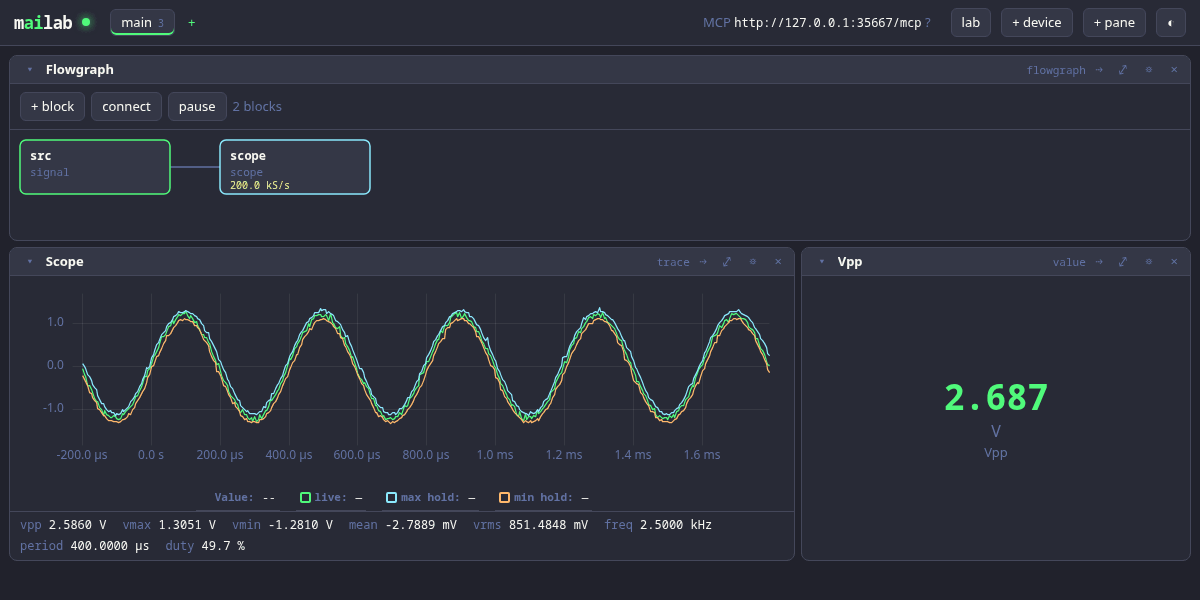 mailab main 3 + MCP http://127.0.0.1:35667/mcp ? lab + device + pane
Flowgraph flowgraph
+ block connect pause 2 blocks
src
signal
scope
scope
200.0 kS/s
Scope trace
1.0
0.0
-1.0
-200.0 µs 0.0 s 200.0 µs 400.0 µs 600.0 µs 800.0 µs 1.0 ms 1.2 ms 1.4 ms 1.6 ms
Value: -- live: – max hold: – min hold: –
vpp 2.5860 V vmax 1.3051 V vmin -1.2810 V mean -2.7889 mV vrms 851.4848 mV freq 2.5000 kHz
period 400.0000 µs duty 49.7 %
Vpp value
2.687
V
Vpp